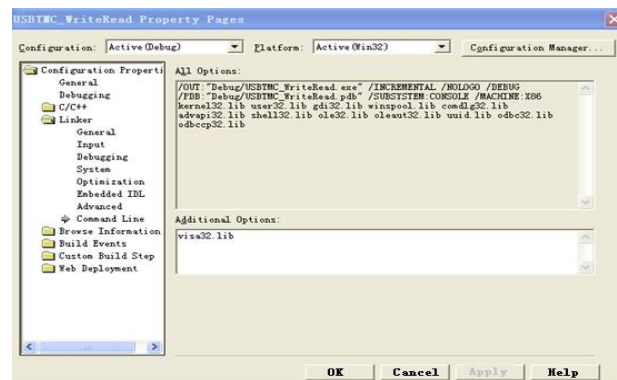 USBTMC_WriteRead Property Pages
Configuration: Active(Debug) Platform: Active(Win32) Configuration Manager...
Configuration Properti
General
Debugging
C/C++
Linker
General
Input
Debugging
System
Optimization
Embedded IDL
Advanced
Command Line
Browse Information
Build Events
Custom Build Step
Web Deployment
All Options:
/OUT:"Debug/USBTMC_WriteRead.exe" /INCREMENTAL /NOLOGO /DEBUG
/PDB:"Debug/USBTMC_WriteRead.pdb" /SUBSYSTEM:CONSOLE /MACHINE:X86
kernel32.lib user32.lib gdi32.lib winspool.lib comdlg32.lib
advapi32.lib shell32.lib ole32.lib oleaut32.lib uuid.lib odbc32.lib
odbccp32.lib
Additional Options:
visa32.lib
OK Cancel Apply Help